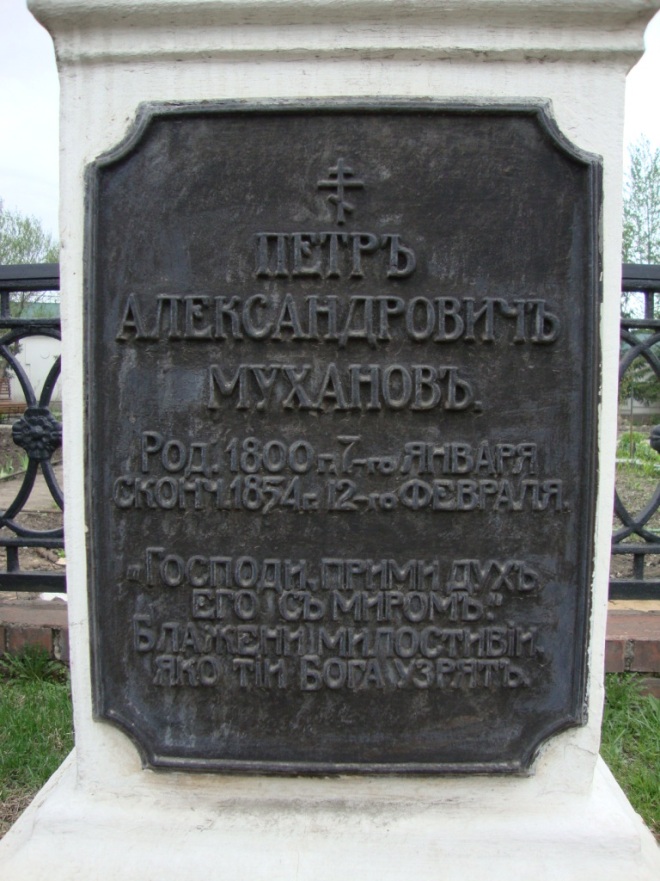 ПЕТРЪ
АЛЕКСАНДРОВИЧЪ
МУХАНОВЪ.
РОД. 1800 г. 7-го ЯНВАРЯ
СКОНЧ. 1854 г. 12-го ФЕВРАЛЯ.
„ГОСПОДИ, ПРИМИ ДУХЪ
ЕГО СЪ МИРОМЪ."
БЛАЖЕНИ МИЛОСТИВІИ,
ЯКО ТІИ БОГА УЗРЯТЪ.